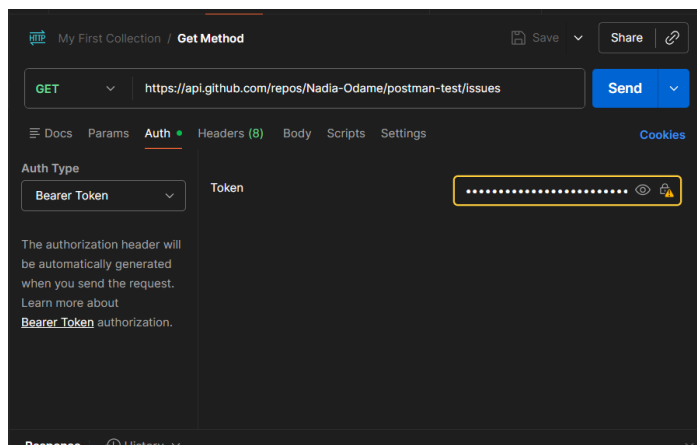 HTTP My First Collection / Get Method Save Share
GET https://api.github.com/repos/Nadia-Odame/postman-test/issues Send
Docs Params Auth Headers (8) Body Scripts Settings Cookies
Auth Type
Bearer Token
Token
The authorization header will
be automatically generated
when you send the request.
Learn more about
Bearer Token authorization.
Response History